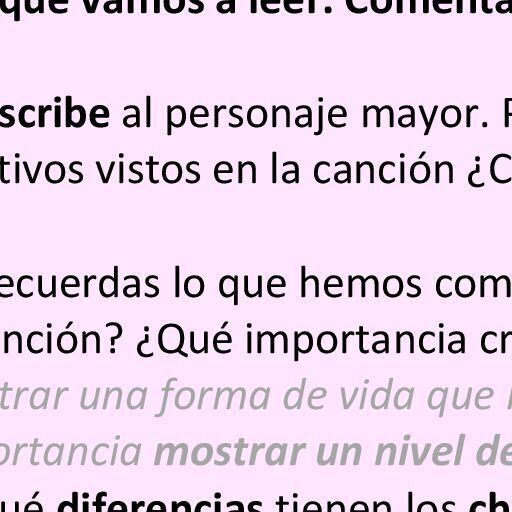 que vamos a leer. Comenta
scribe al personaje mayor.
tivos vistos en la canción ¿C
ecuerdas lo que hemos com
nción? ¿Qué importancia cr
trar una forma de vida que
ortancia mostrar un nivel de
ué diferencias tienen los ch